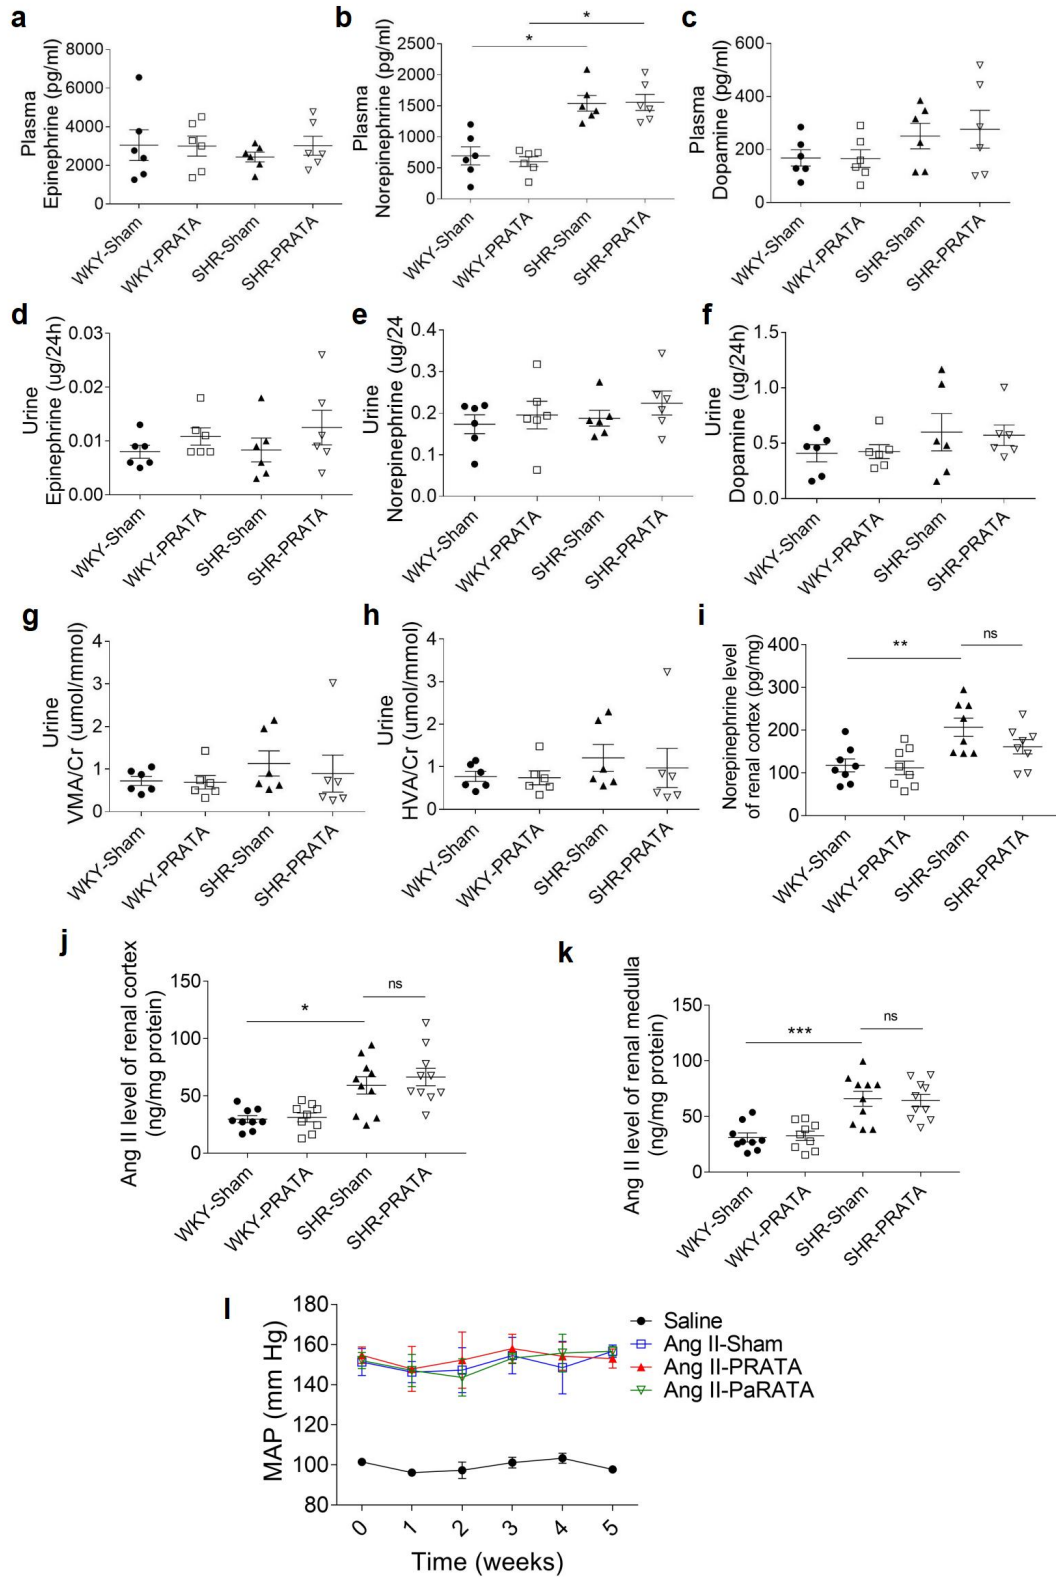 a
Plasma
Epinephrine (pg/ml)
8000
6000
4000
2000
0
WKY-Sham
WKY-PRATA
SHR-Sham
SHR-PRATA
b
Plasma
Norepinephrine (pg/ml)
2500
2000
1500
1000
500
0
*
*
WKY-Sham
WKY-PRATA
SHR-Sham
SHR-PRATA
c
Plasma
Dopamine (pg/ml)
600
400
200
0
WKY-Sham
WKY-PRATA
SHR-Sham
SHR-PRATA
d
Urine
Epinephrine (ug/24h)
0.03
0.02
0.01
0.00
WKY-Sham
WKY-PRATA
SHR-Sham
SHR-PRATA
e
Urine
Norepinephrine (ug/24
0.4
0.3
0.2
0.1
0.0
WKY-Sham
WKY-PRATA
SHR-Sham
SHR-PRATA
f
Urine
Dopamine (ug/24h)
1.5
1.0
0.5
0.0
WKY-Sham
WKY-PRATA
SHR-Sham
SHR-PRATA
g
Urine
VMA/Cr (umol/mmol)
4
3
2
1
0
WKY-Sham
WKY-PRATA
SHR-Sham
SHR-PRATA
h
Urine
HVA/Cr (umol/mmol)
4
3
2
1
0
WKY-Sham
WKY-PRATA
SHR-Sham
SHR-PRATA
i
Norepinephrine level
of renal cortex (pg/mg)
400
300
200
100
0
**
ns
WKY-Sham
WKY-PRATA
SHR-Sham
SHR-PRATA
j
Ang II level of renal cortex
(ng/mg protein)
150
100
50
0
*
ns
WKY-Sham
WKY-PRATA
SHR-Sham
SHR-PRATA
k
Ang II level of renal medulla
(ng/mg protein)
150
100
50
0
***
ns
WKY-Sham
WKY-PRATA
SHR-Sham
SHR-PRATA
l
MAP (mm Hg)
180
160
140
120
100
80
0
1
2
3
4
5
Time (weeks)
Saline
Ang II-Sham
Ang II-PRATA
Ang II-PaRATA